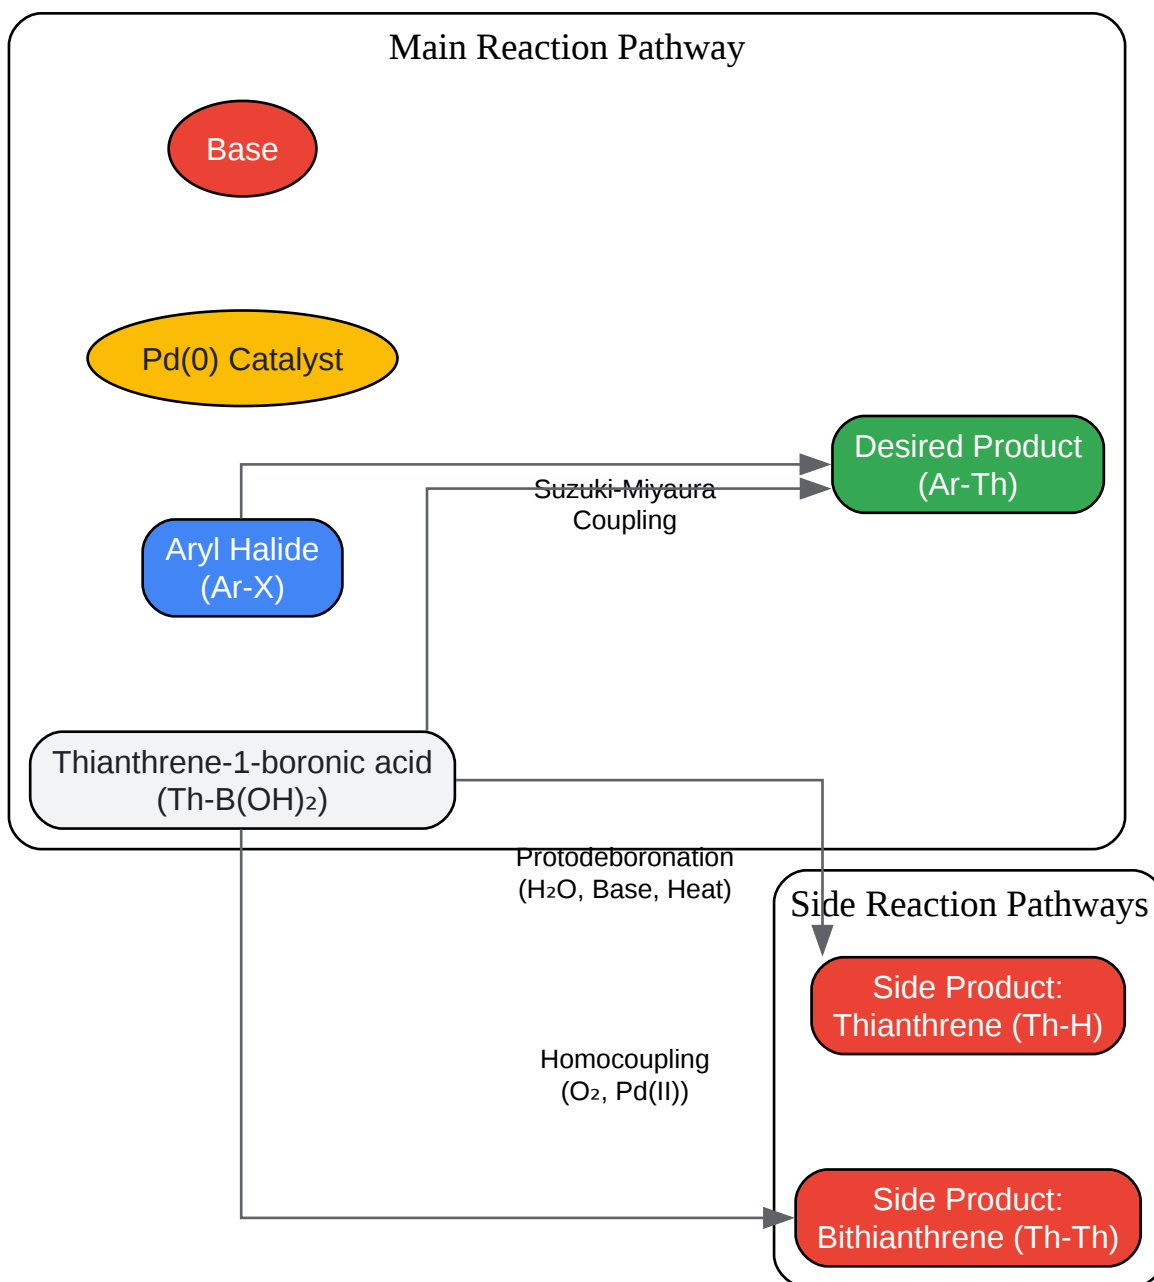 Main Reaction Pathway
Base
Pd(0) Catalyst
Desired Product
(Ar-Th)
Suzuki-Miyaura
Coupling
Aryl Halide
(Ar-X)
Thianthrene-1-boronic acid
(Th-B(OH)₂)
Protodeboronation
(H₂O, Base, Heat)
Side Reaction Pathways
Side Product:
Thianthrene (Th-H)
Homocoupling
(O₂, Pd(II))
Side Product:
Bithianthrene (Th-Th)